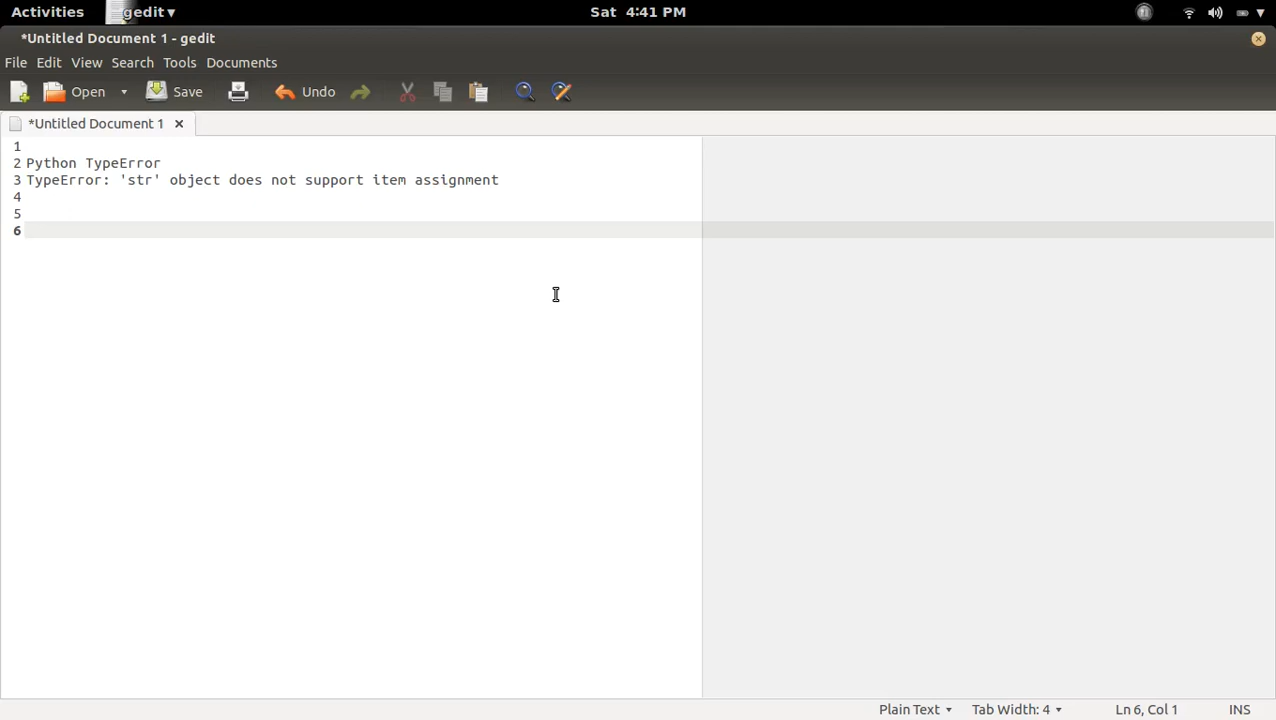 Activities gedit ▾ Sat 4:41 PM
*Untitled Document 1 - gedit
File Edit View Search Tools Documents
Open Save Undo
*Untitled Document 1
1
2 Python TypeError
3 TypeError: 'str' object does not support item assignment
4
5
6
Plain Text ▾ Tab Width: 4 ▾ Ln 6, Col 1 INS